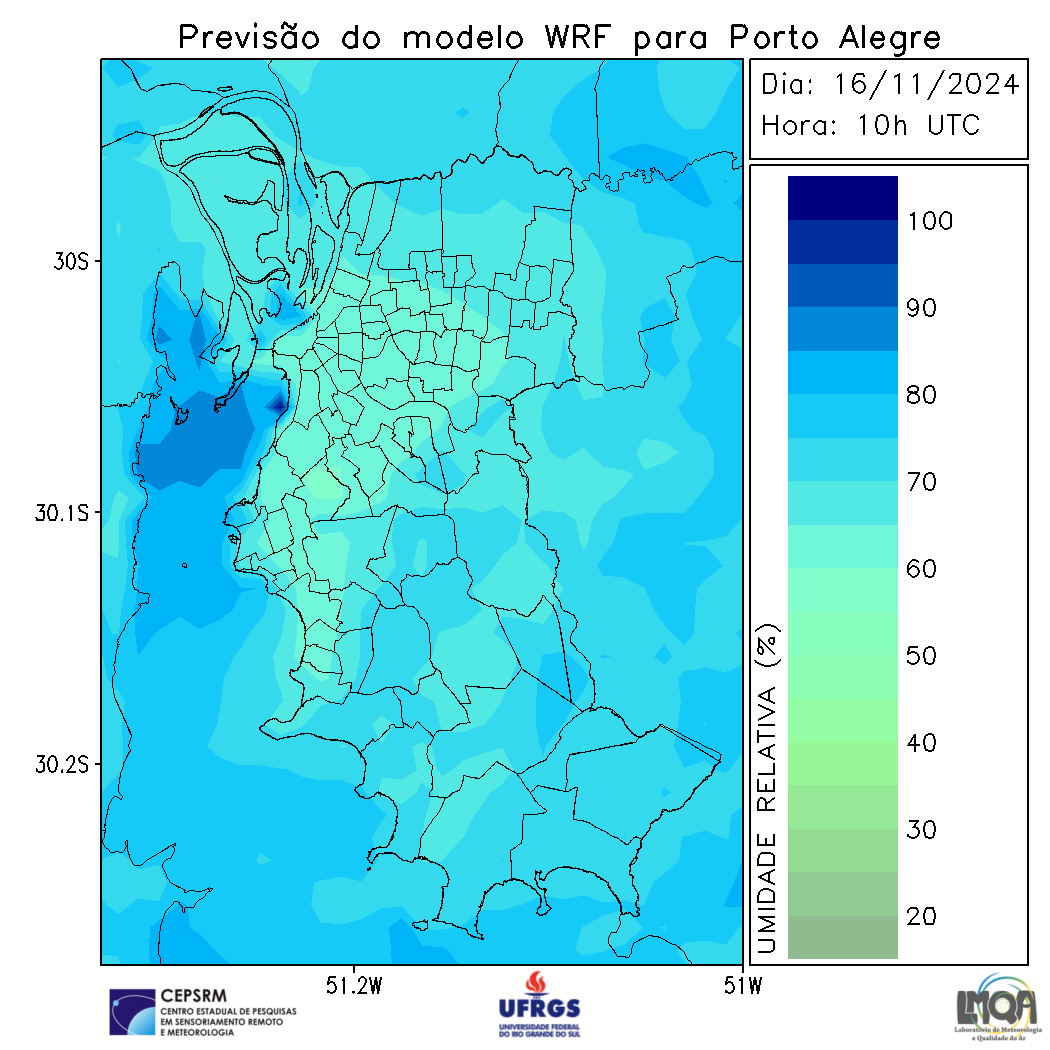 Previsão do modelo WRF para Porto Alegre
Dia: 16/11/2024
Hora: 10h UTC
30S
30.1S
30.2S
51.2W
51W
100
90
80
70
60
50
40
30
20
UMIDADE RELATIVA (%)
CEPSRM
CENTRO ESTADUAL DE PESQUISAS
EM SENSORIAMENTO REMOTO
E METEOROLOGIA
UFRGS
UNIVERSIDADE FEDERAL
DO RIO GRANDE DO SUL
LMQA
Laboratório de Meteorologia
e Qualidade do Ar